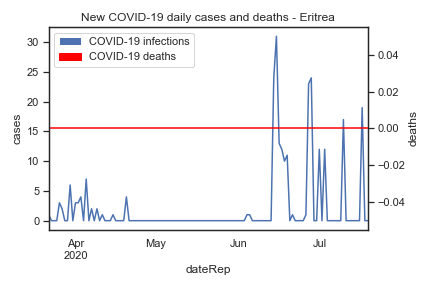 New COVID-19 daily cases and deaths - Eritrea
COVID-19 infections
COVID-19 deaths
30
25
20
15
10
5
0
cases
0.04
0.02
0.00
−0.02
−0.04
deaths
Apr May Jun Jul
2020
dateRep